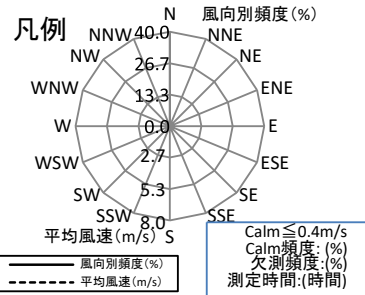 凡例
風向別頻度(%)
N
NNW
NNE
NW
NE
WNW
ENE
W
E
WSW
ESE
SW
SE
SSW
SSE
S
40.0
26.7
13.3
0.0
2.7
5.3
8.0
平均風速(m/s)
風向別頻度(%)
平均風速(m/s)
Calm≦0.4m/s
Calm頻度:(%)
欠測頻度:(%)
測定時間:(時間)